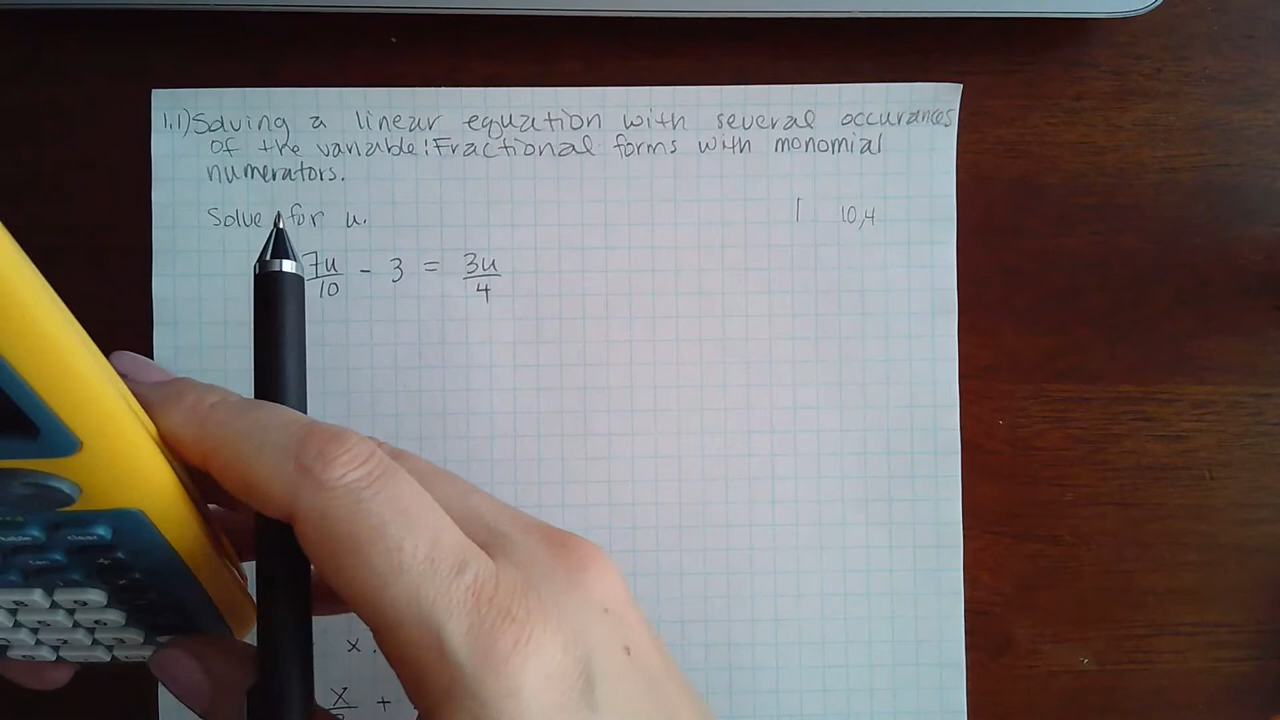 1.1) Solving a linear equation with several occurances
of the variable: Fractional forms with monomial
numerators.
Solve for u.
1 10,4
7u/10 - 3 = 3u/4
x.
x/ +